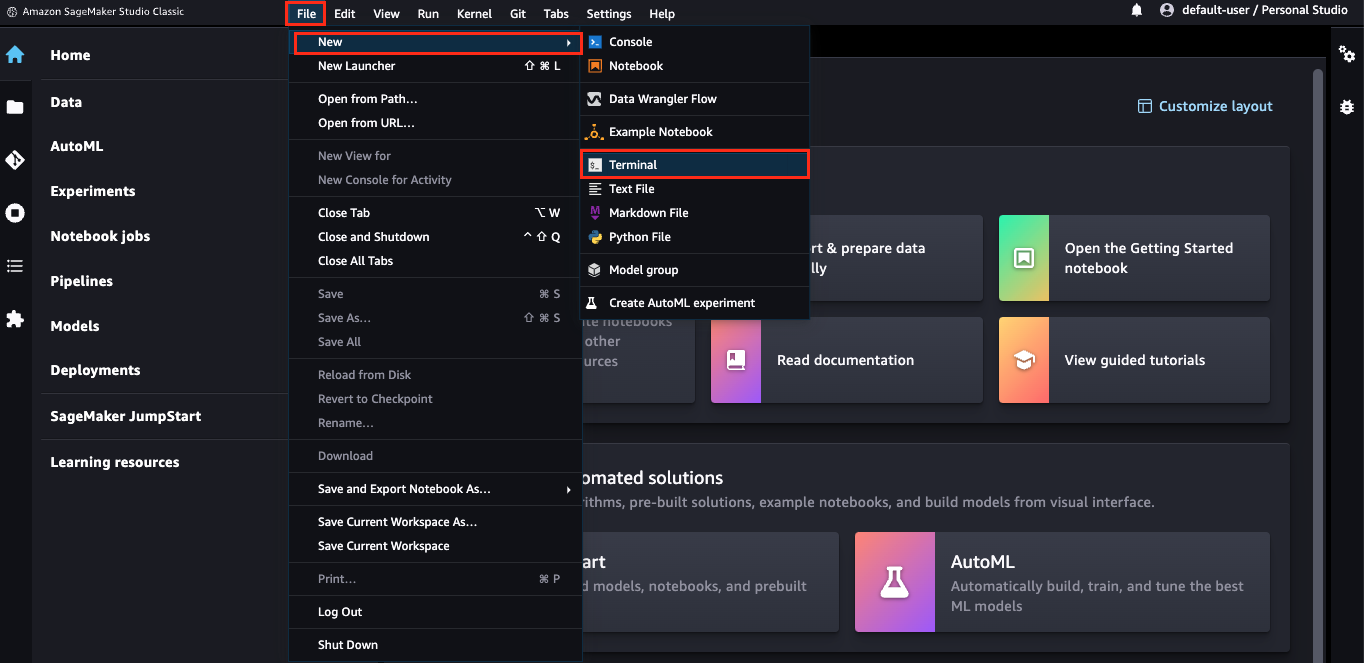 Amazon SageMaker Studio Classic
File Edit View Run Kernel Git Tabs Settings Help
default-user / Personal Studio
Home
Data
AutoML
Experiments
Notebook jobs
Pipelines
Models
Deployments
SageMaker JumpStart
Learning resources
New
New Launcher ⇧ ⌘ L
Open from Path…
Open from URL…
New View for
New Console for Activity
Close Tab ⌥ W
Close and Shutdown ^ ⇧ Q
Close All Tabs
Save ⌘ S
Save As… ⇧ ⌘ S
Save All
Reload from Disk
Revert to Checkpoint
Rename…
Download
Save and Export Notebook As…
Save Current Workspace As…
Save Current Workspace
Print… ⌘ P
Log Out
Shut Down
Console
Notebook
Data Wrangler Flow
Example Notebook
$_ Terminal
Text File
M Markdown File
Python File
Model group
Create AutoML experiment
Customize layout
& prepare data
Open the Getting Started
notebook
notebooks
other
Read documentation
View guided tutorials
solutions
pre-built solutions, example notebooks, and build models from visual interface.
models, notebooks, and prebuilt
AutoML
Automatically build, train, and tune the best
ML models